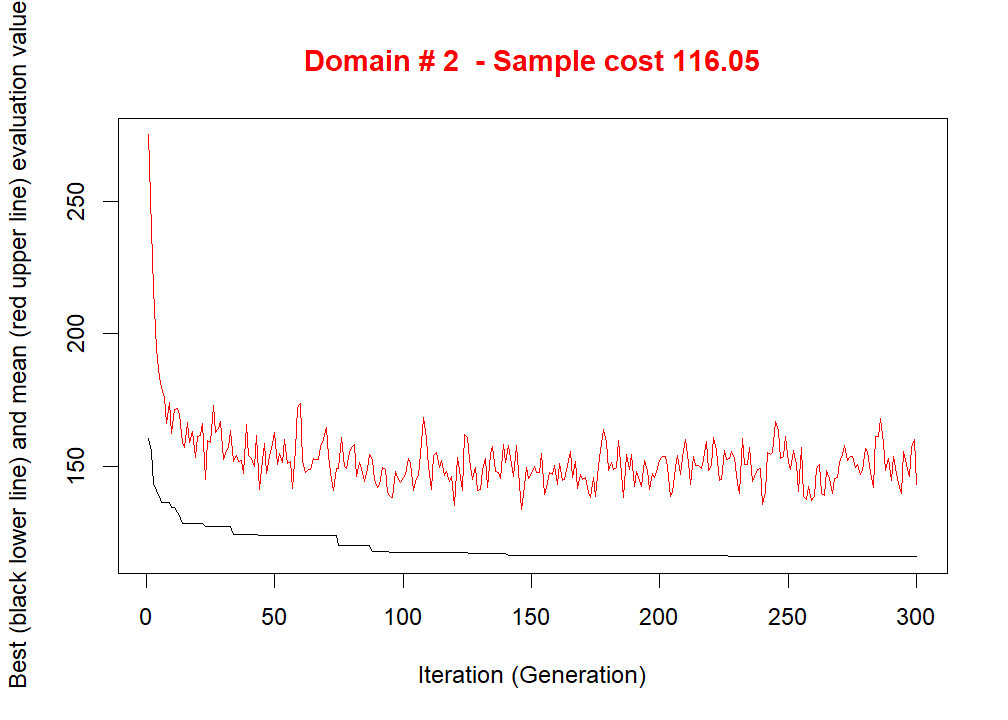 Domain # 2  - Sample cost 116.05
Best (black lower line) and mean (red upper line) evaluation value
250
200
150
0 50 100 150 200 250 300
Iteration (Generation)